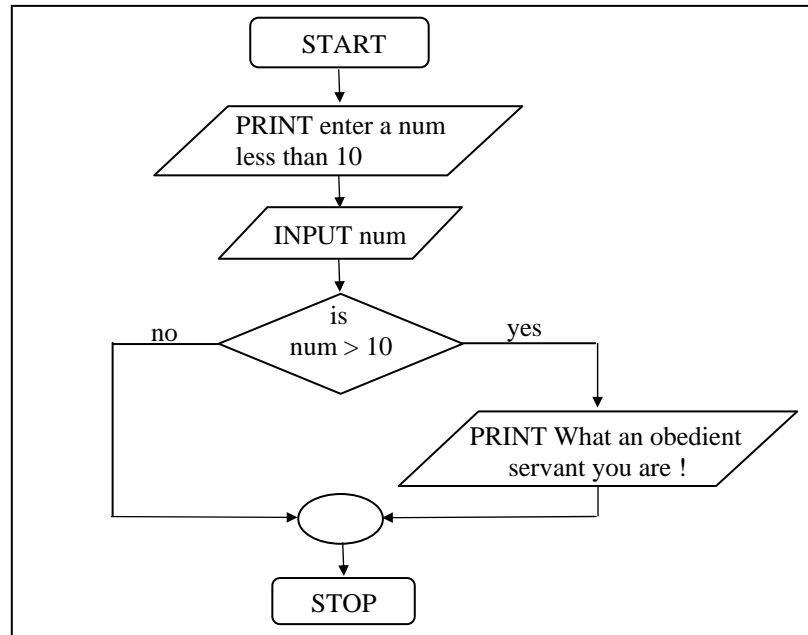 START
PRINT enter a num
less than 10
INPUT num
is
num > 10
no
yes
PRINT What an obedient
servant you are !
STOP